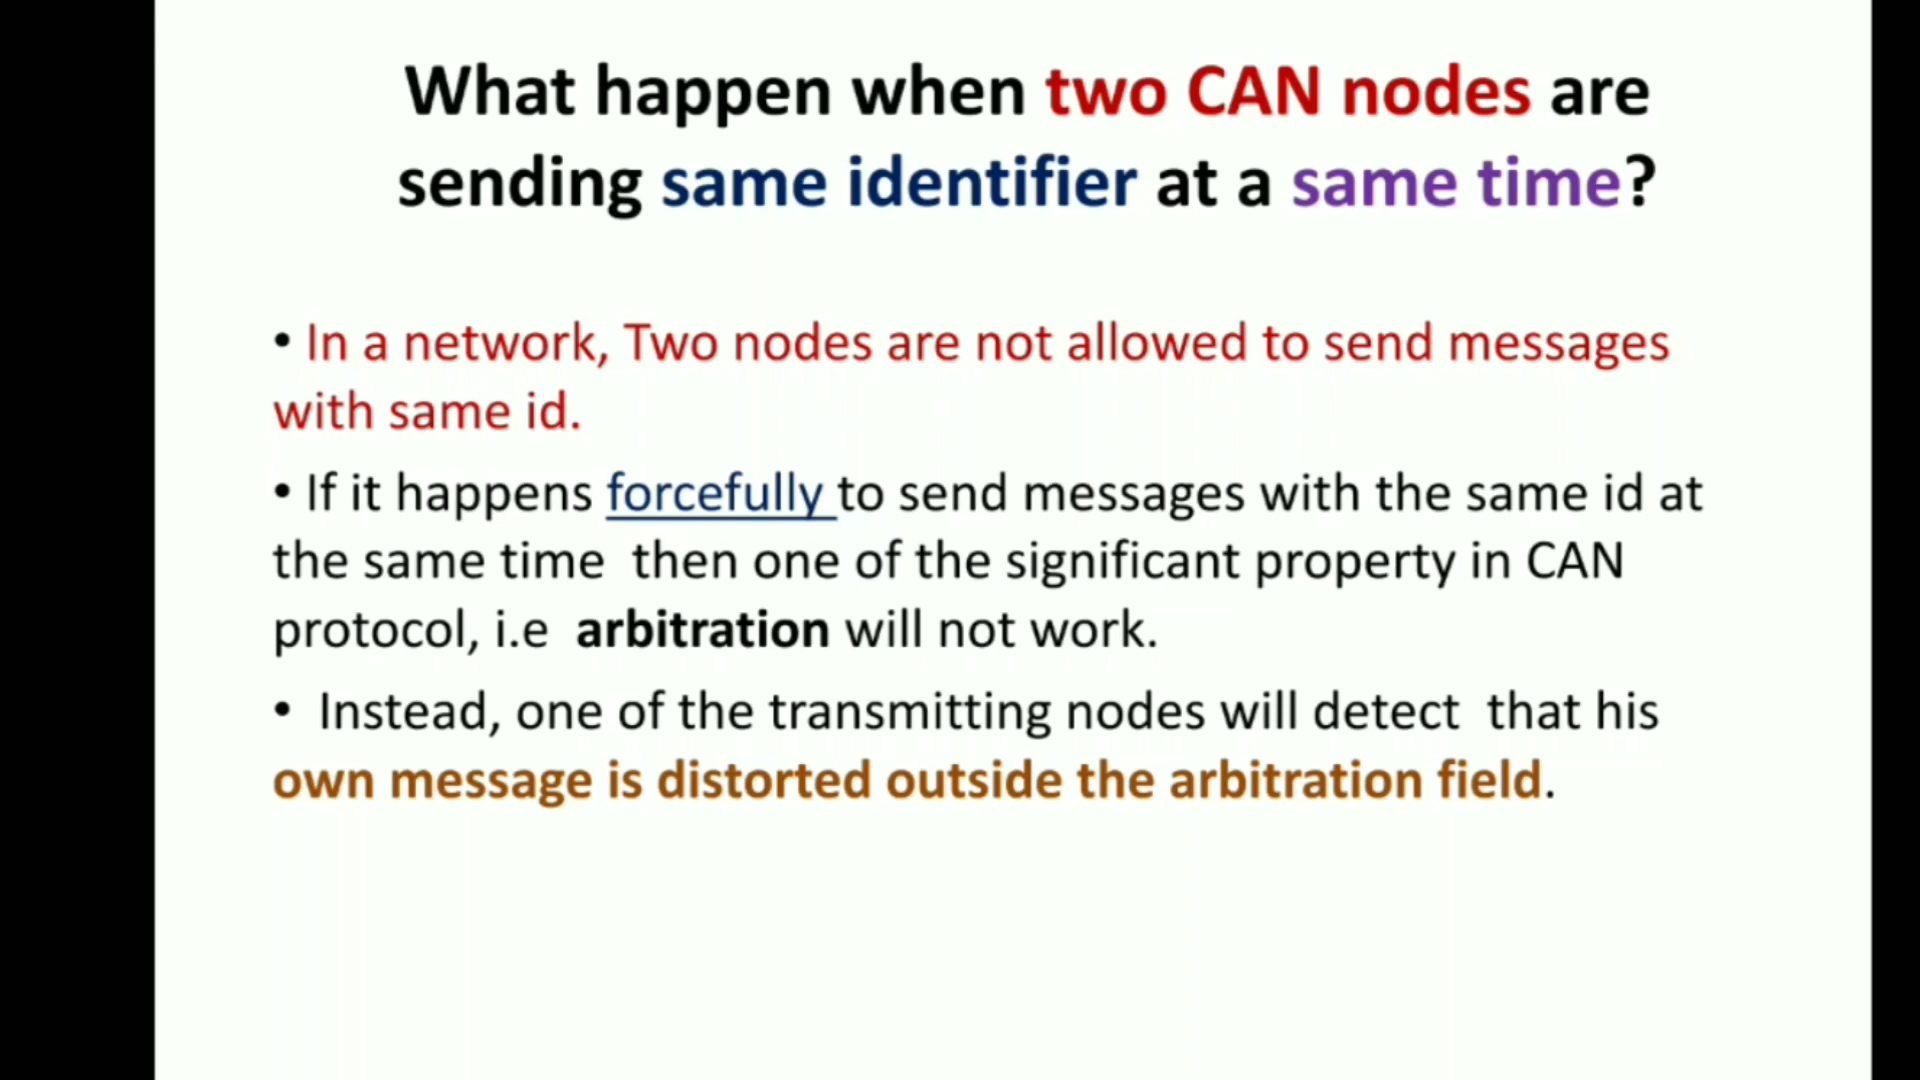 What happen when two CAN nodes are
sending same identifier at a same time?
• In a network, Two nodes are not allowed to send messages
with same id.
• If it happens forcefully to send messages with the same id at
the same time then one of the significant property in CAN
protocol, i.e arbitration will not work.
• Instead, one of the transmitting nodes will detect that his
own message is distorted outside the arbitration field.